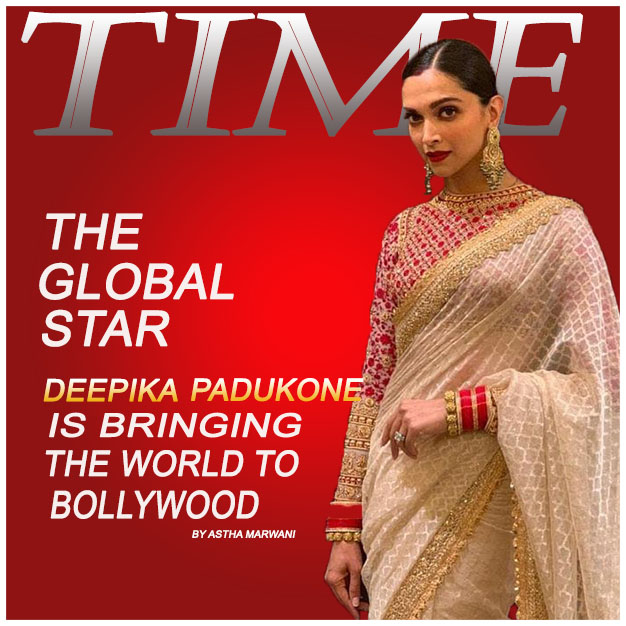 TIME
THE
GLOBAL
STAR
DEEPIKA PADUKONE
IS BRINGING
THE WORLD TO
BOLLYWOOD
BY ASTHA MARWANI